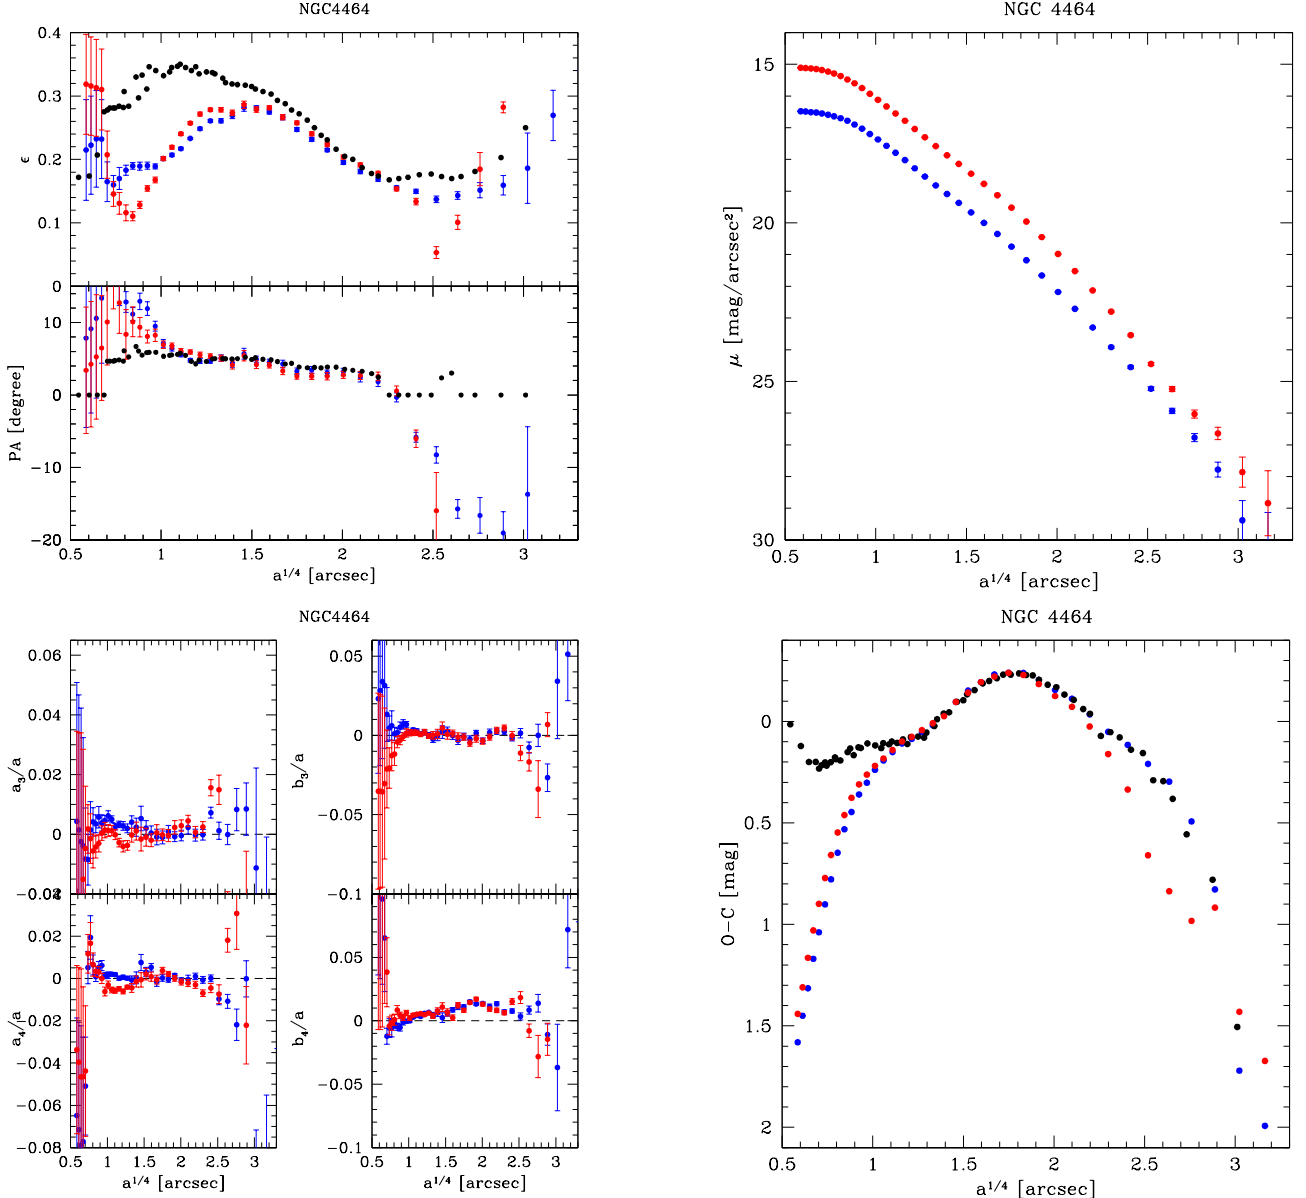 NGC4464
0.4
0.3
0.2
0.1
0
ϵ
10
0
−10
−20
PA [degree]
0.5 1 1.5 2 2.5 3
a^1/4 [arcsec]
NGC 4464
15
20
25
30
μ [mag/arcsec²]
0.5 1 1.5 2 2.5 3
a^1/4 [arcsec]
NGC4464
0.06
0.04
0.02
0
a₃/a
0.02
0
−0.02
−0.04
−0.06
−0.08
a₄/a
0.5 1 1.5 2 2.5 3
a^1/4 [arcsec]
0.05
0
−0.05
−0.1
b₃/a
0.05
0
−0.05
−0.1
b₄/a
0.5 1 1.5 2 2.5 3
a^1/4 [arcsec]
NGC 4464
0
0.5
1
1.5
2
O−C [mag]
0.5 1 1.5 2 2.5 3
a^1/4 [arcsec]